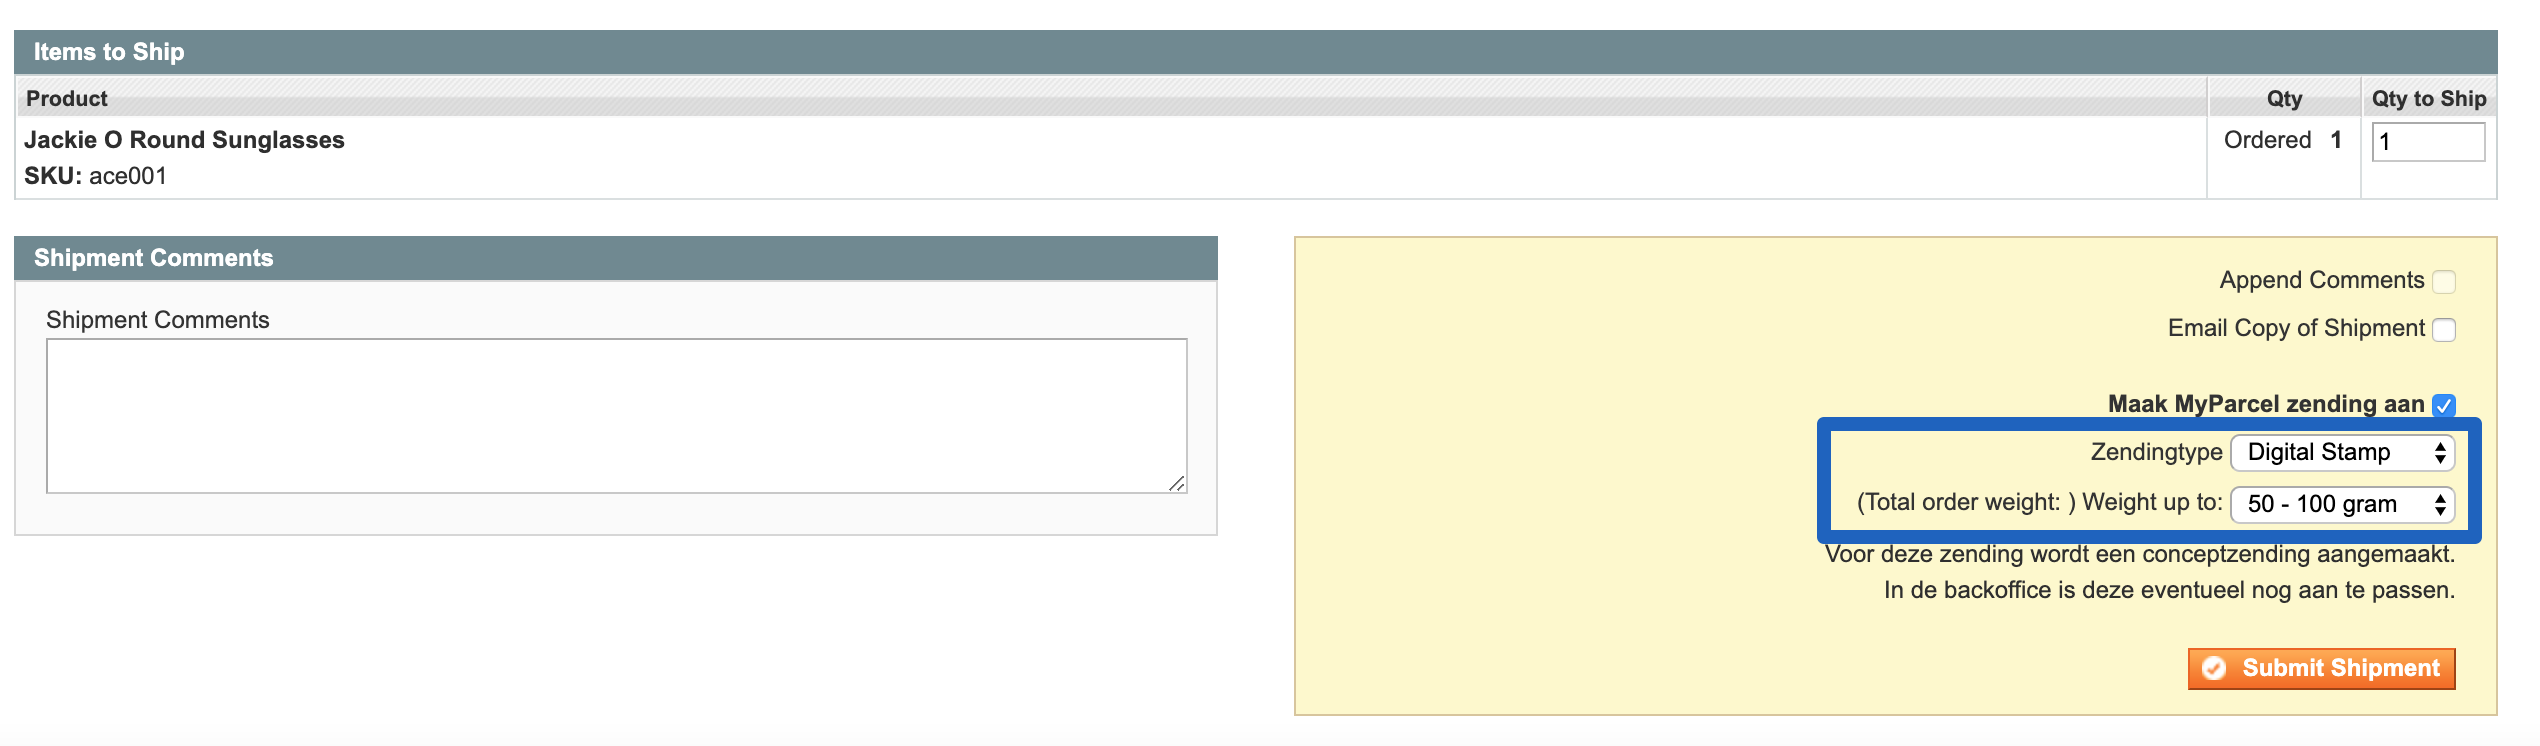 Items to Ship
Product Qty Qty to Ship
Jackie O Round Sunglasses Ordered 1 1
SKU: ace001
Shipment Comments
Shipment Comments
Append Comments
Email Copy of Shipment
Maak MyParcel zending aan
Zendingtype Digital Stamp
(Total order weight: ) Weight up to: 50 - 100 gram
Voor deze zending wordt een conceptzending aangemaakt.
In de backoffice is deze eventueel nog aan te passen.
Submit Shipment